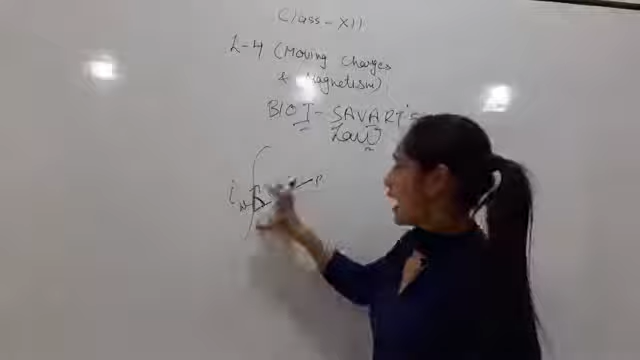 Class - XII
L-4 (Moving Charges
& Magnetism)
BIOT - SAVART'S
Law
i
P